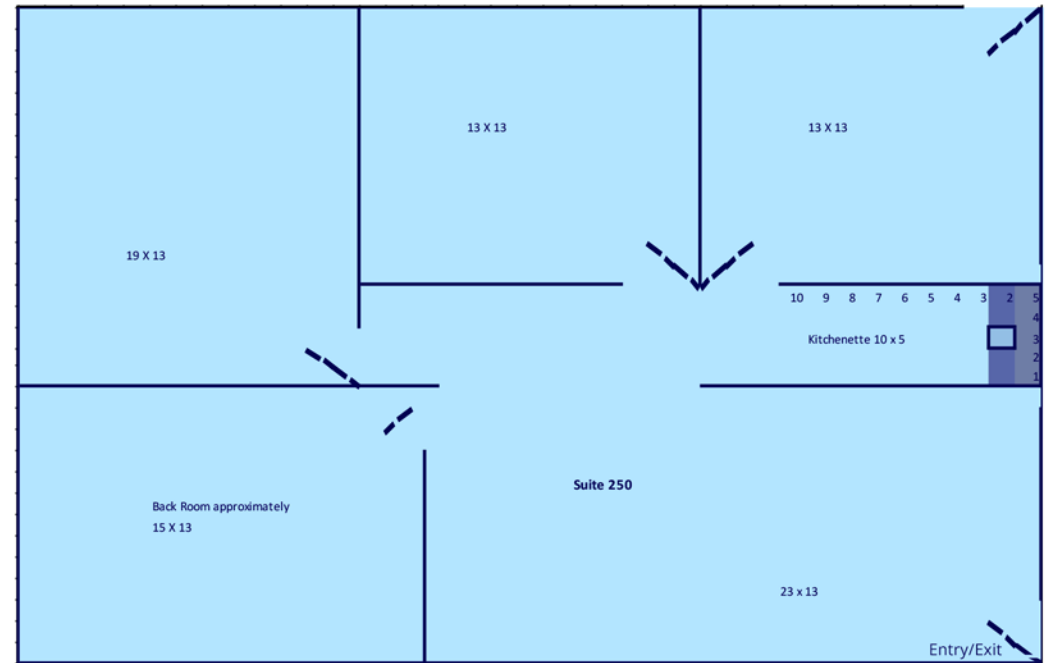 13 X 13
13 X 13
19 X 13
10 9 8 7 6 5 4 3 2 5
4
Kitchenette 10 x 5
3
2
1
Suite 250
Back Room approximately
15 X 13
23 x 13
Entry/Exit